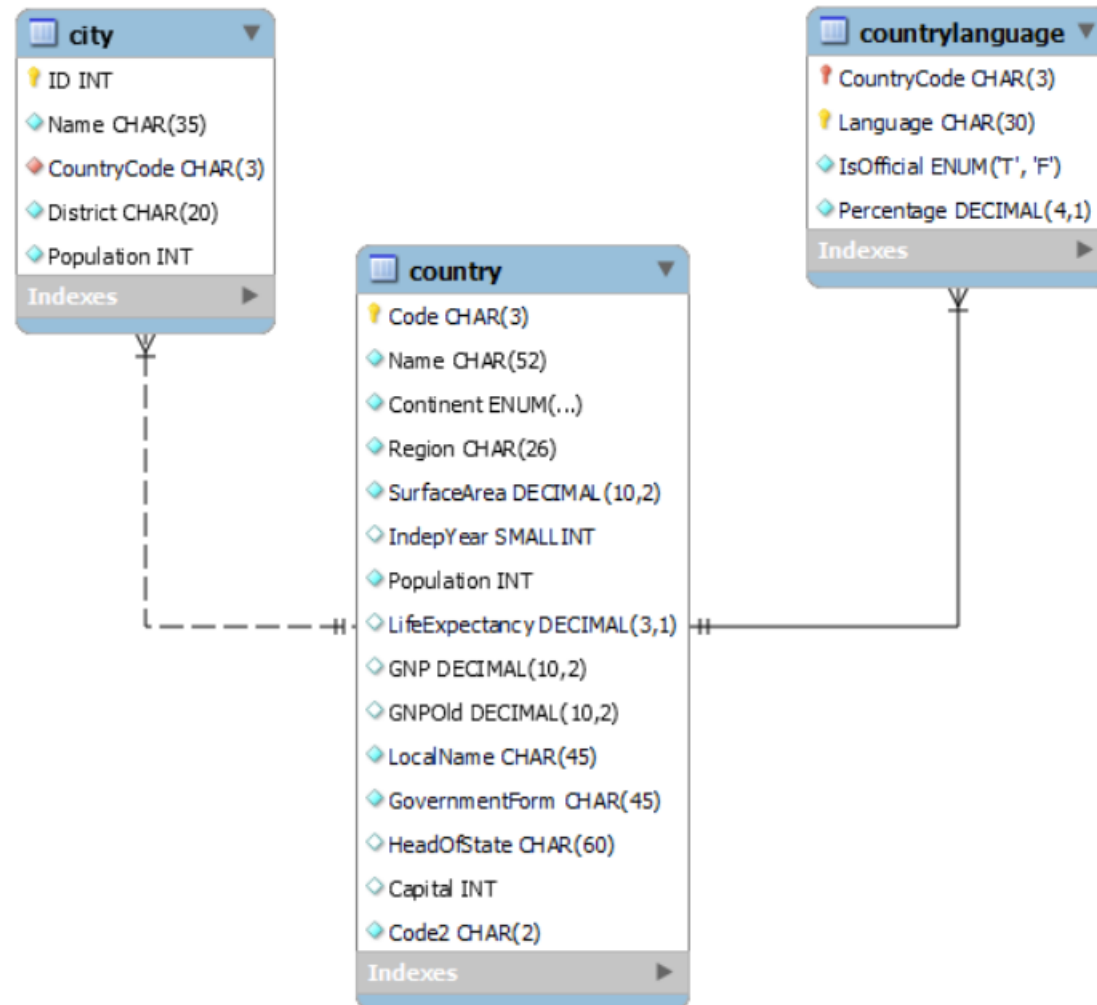 city
ID INT
Name CHAR(35)
CountryCode CHAR(3)
District CHAR(20)
Population INT
Indexes
countrylanguage
CountryCode CHAR(3)
Language CHAR(30)
IsOfficial ENUM('T', 'F')
Percentage DECIMAL(4,1)
Indexes
country
Code CHAR(3)
Name CHAR(52)
Continent ENUM(...)
Region CHAR(26)
SurfaceArea DECIMAL(10,2)
IndepYear SMALLINT
Population INT
LifeExpectancy DECIMAL(3,1)
GNP DECIMAL(10,2)
GNPOld DECIMAL(10,2)
LocalName CHAR(45)
GovernmentForm CHAR(45)
HeadOfState CHAR(60)
Capital INT
Code2 CHAR(2)
Indexes